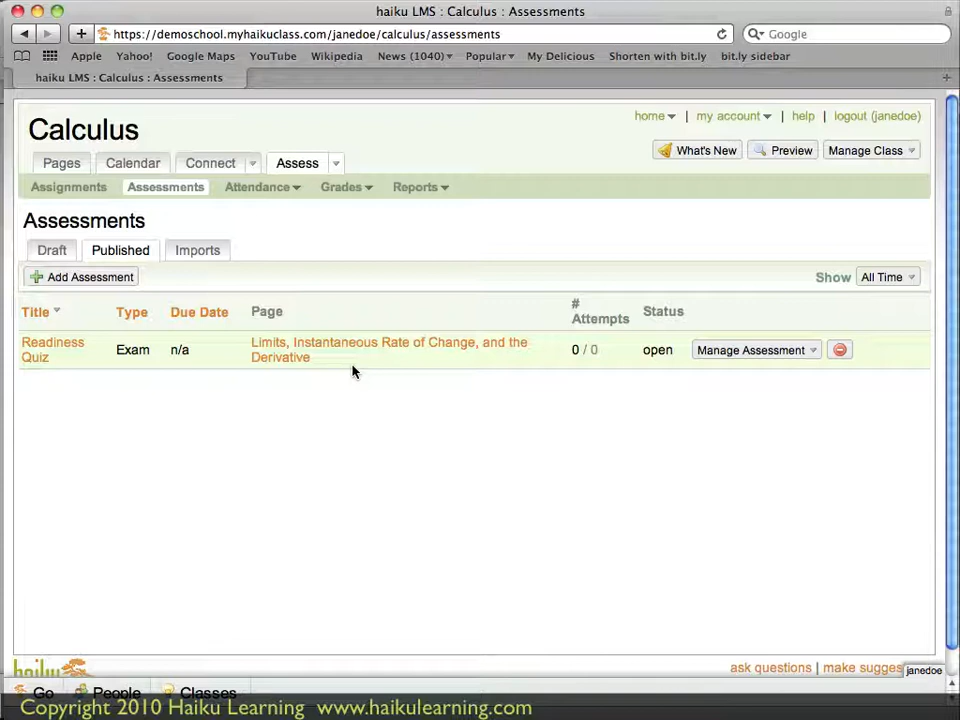 haiku LMS : Calculus : Assessments
https://demoschool.myhaikuclass.com/janedoe/calculus/assessments
Google
Apple Yahoo! Google Maps YouTube Wikipedia News (1040) Popular My Delicious Shorten with bit.ly bit.ly sidebar
haiku LMS : Calculus : Assessments
home | my account | help | logout (janedoe)
Calculus
What's New Preview Manage Class
Pages Calendar Connect Assess
Assignments Assessments Attendance Grades Reports
Assessments
Draft Published Imports
Add Assessment Show All Time
Title Type Due Date Page # Attempts Status
Readiness Quiz Exam n/a Limits, Instantaneous Rate of Change, and the Derivative 0 / 0 open Manage Assessment
haiku ask questions | make sugges janedoe
Go People Classes
Copyright 2010 Haiku Learning www.haikulearning.com